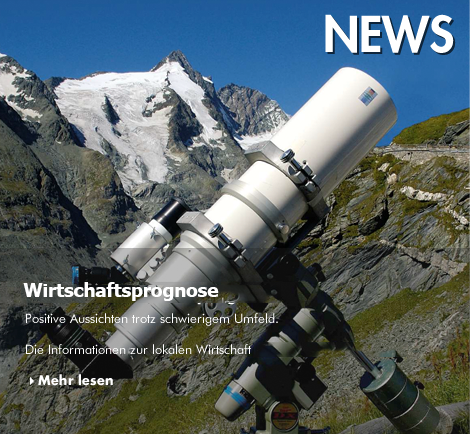 NEWS
Wirtschaftsprognose
Positive Aussichten trotz schwierigem Umfeld.
Die Informationen zur lokalen Wirtschaft
Mehr lesen